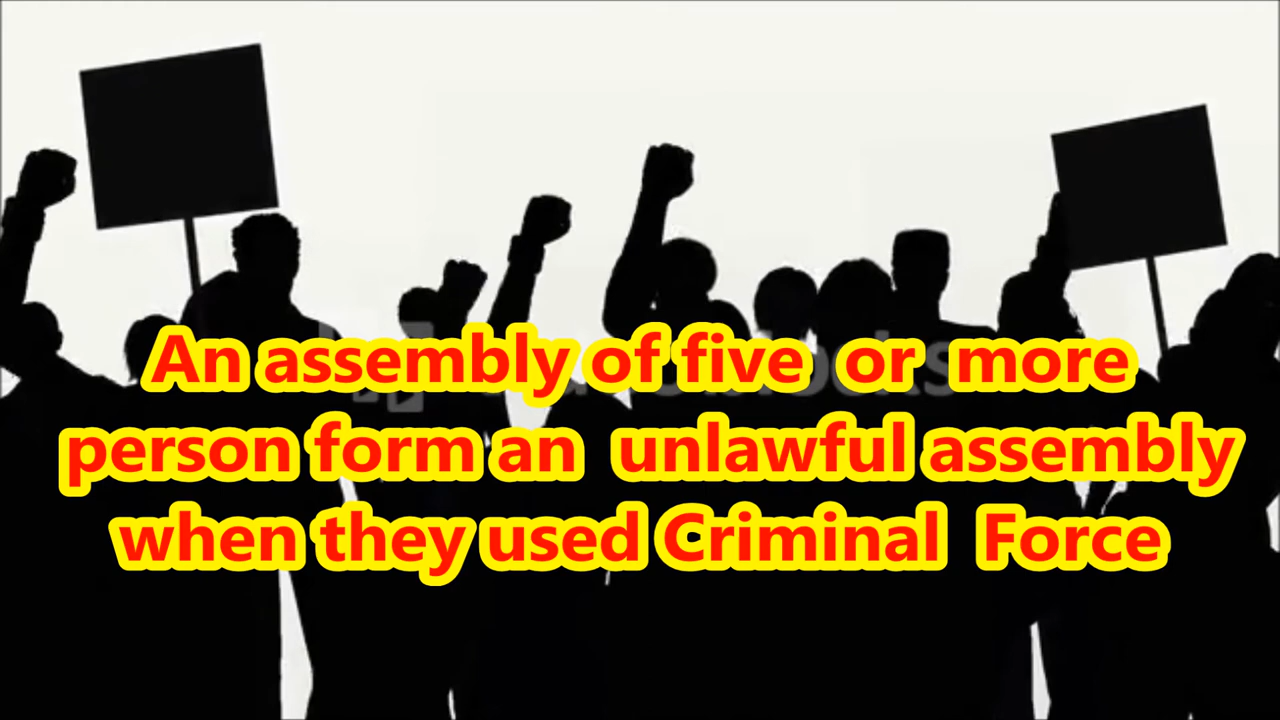 An assembly of five or more
person form an unlawful assembly
when they used Criminal Force